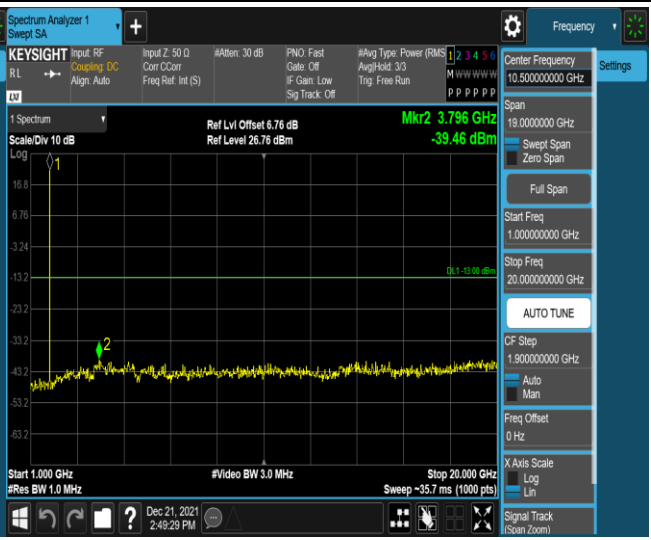 Spectrum Analyzer 1
Swept SA
Frequency
KEYSIGHT
RL
LXI
Input: RF
Coupling: DC
Align: Auto
Input Z: 50 Ω
Corr CCorr
Freq Ref: Int (S)
#Atten: 30 dB
PNO: Fast
Gate: Off
IF Gain: Low
Sig Track: Off
#Avg Type: Power (RMS
Avg|Hold: 3/3
Trig: Free Run
1 2 3 4 5 6
M W W W W W
P P P P P P
1 Spectrum
Scale/Div 10 dB
Log
Ref Lvl Offset 6.76 dB
Ref Level 26.76 dBm
Mkr2 3.796 GHz
-39.46 dBm
1
16.8
6.76
-3.24
-13.2
DL1 -13.00 dBm
-23.2
-33.2
2
-43.2
-53.2
-63.2
Start 1.000 GHz
#Res BW 1.0 MHz
#Video BW 3.0 MHz
Stop 20.000 GHz
Sweep ~35.7 ms (1000 pts)
Dec 21, 2021
2:49:29 PM
?
Center Frequency
10.500000000 GHz
Settings
Span
19.0000000 GHz
Swept Span
Zero Span
Full Span
Start Freq
1.000000000 GHz
Stop Freq
20.000000000 GHz
AUTO TUNE
CF Step
1.900000000 GHz
Auto
Man
Freq Offset
0 Hz
X Axis Scale
Log
Lin
Signal Track
(Span Zoom)